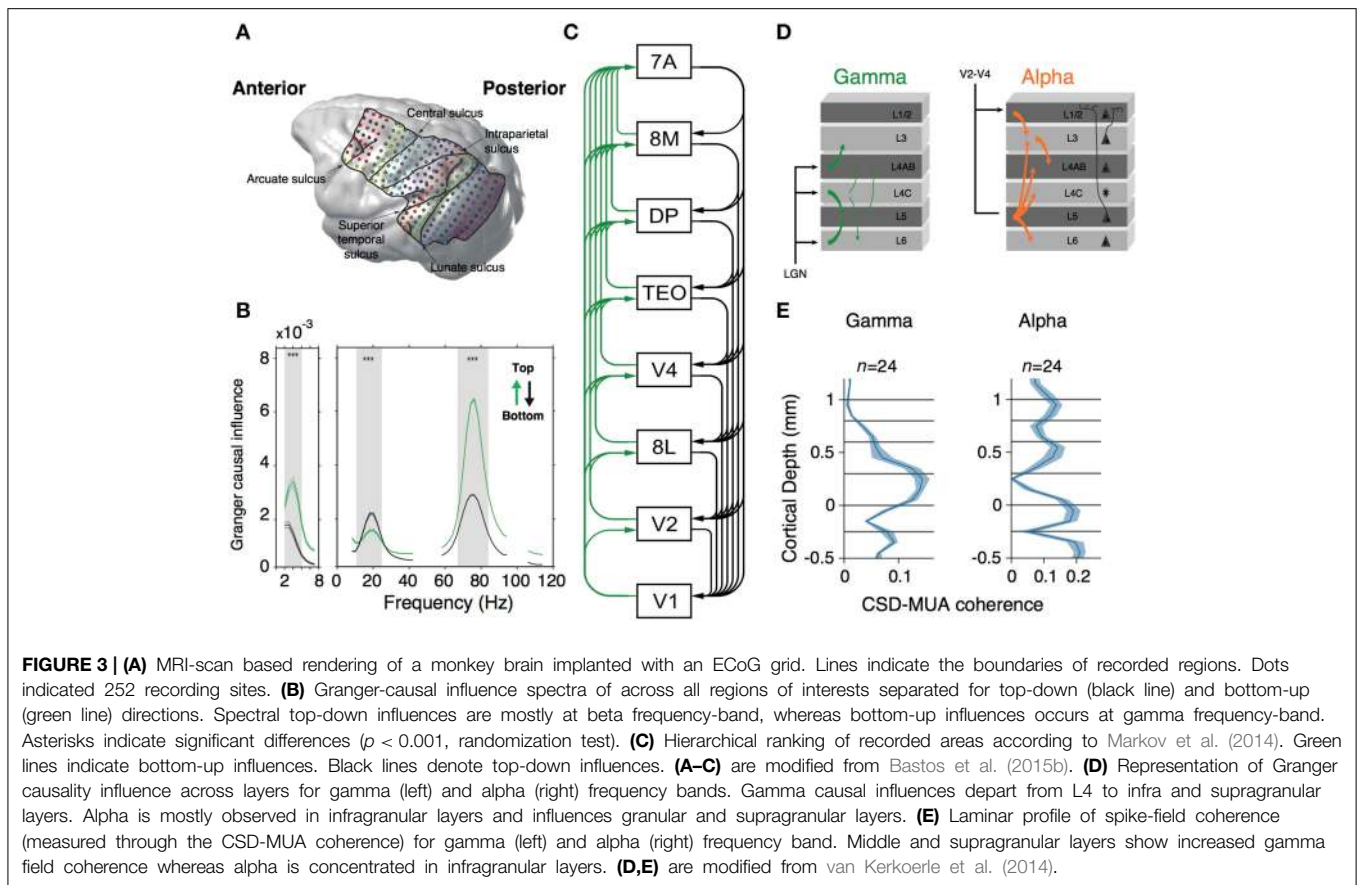 A
Anterior
Posterior
Central sulcus
Intraparietal
sulcus
Arcuate sulcus
Superior
temporal
sulcus
Lunate sulcus
B
x10⁻³
8
6
4
2
0
Granger causal influence
***
***
***
Top
Bottom
2
8
0
20
40
60
80
100
120
Frequency (Hz)
C
7A
8M
DP
TEO
V4
8L
V2
V1
D
Gamma
L1/2
L3
L4AB
L4C
L5
L6
LGN
V2-V4
Alpha
L1/2
L3
L4AB
L4C
L5
L6
E
Gamma
Alpha
n=24
n=24
Cortical Depth (mm)
1
0.5
0
-0.5
1
0.5
0
-0.5
0
0.1
0
0.1
0.2
CSD-MUA coherence
FIGURE 3 | (A) MRI-scan based rendering of a monkey brain implanted with an ECoG grid. Lines indicate the boundaries of recorded regions. Dots
indicated 252 recording sites. (B) Granger-causal influence spectra of across all regions of interests separated for top-down (black line) and bottom-up
(green line) directions. Spectral top-down influences are mostly at beta frequency-band, whereas bottom-up influences occurs at gamma frequency-band.
Asterisks indicate significant differences (p < 0.001, randomization test). (C) Hierarchical ranking of recorded areas according to Markov et al. (2014). Green
lines indicate bottom-up influences. Black lines denote top-down influences. (A–C) are modified from Bastos et al. (2015b). (D) Representation of Granger
causality influence across layers for gamma (left) and alpha (right) frequency bands. Gamma causal influences depart from L4 to infra and supragranular
layers. Alpha is mostly observed in infragranular layers and influences granular and supragranular layers. (E) Laminar profile of spike-field coherence
(measured through the CSD-MUA coherence) for gamma (left) and alpha (right) frequency band. Middle and supragranular layers show increased gamma
field coherence whereas alpha is concentrated in infragranular layers. (D,E) are modified from van Kerkoerle et al. (2014).